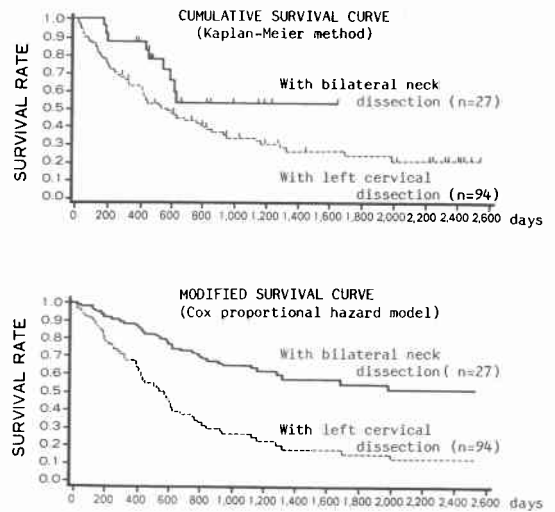 CUMULATIVE SURVIVAL CURVE
(Kaplan-Meier method)
SURVIVAL RATE
1.0
0.9
0.8
0.7
0.6
0.5
0.4
0.3
0.2
0.1
0.0
With bilateral neck
dissection (n=27)
With left cervical
dissection (n=94)
0 200 400 600 800 1,000 1,200 1,400 1,600 1,800 2,000 2,200 2,400 2,600 days
MODIFIED SURVIVAL CURVE
(Cox proportional hazard model)
SURVIVAL RATE
1.0
0.9
0.8
0.7
0.6
0.5
0.4
0.3
0.2
0.1
0.0
With bilateral neck
dissection( n=27)
With left cervical
dissection (n=94)
0 200 400 600 800 1,000 1,200 1,400 1,600 1,800 2,000 2,200 2,400 2,600 days